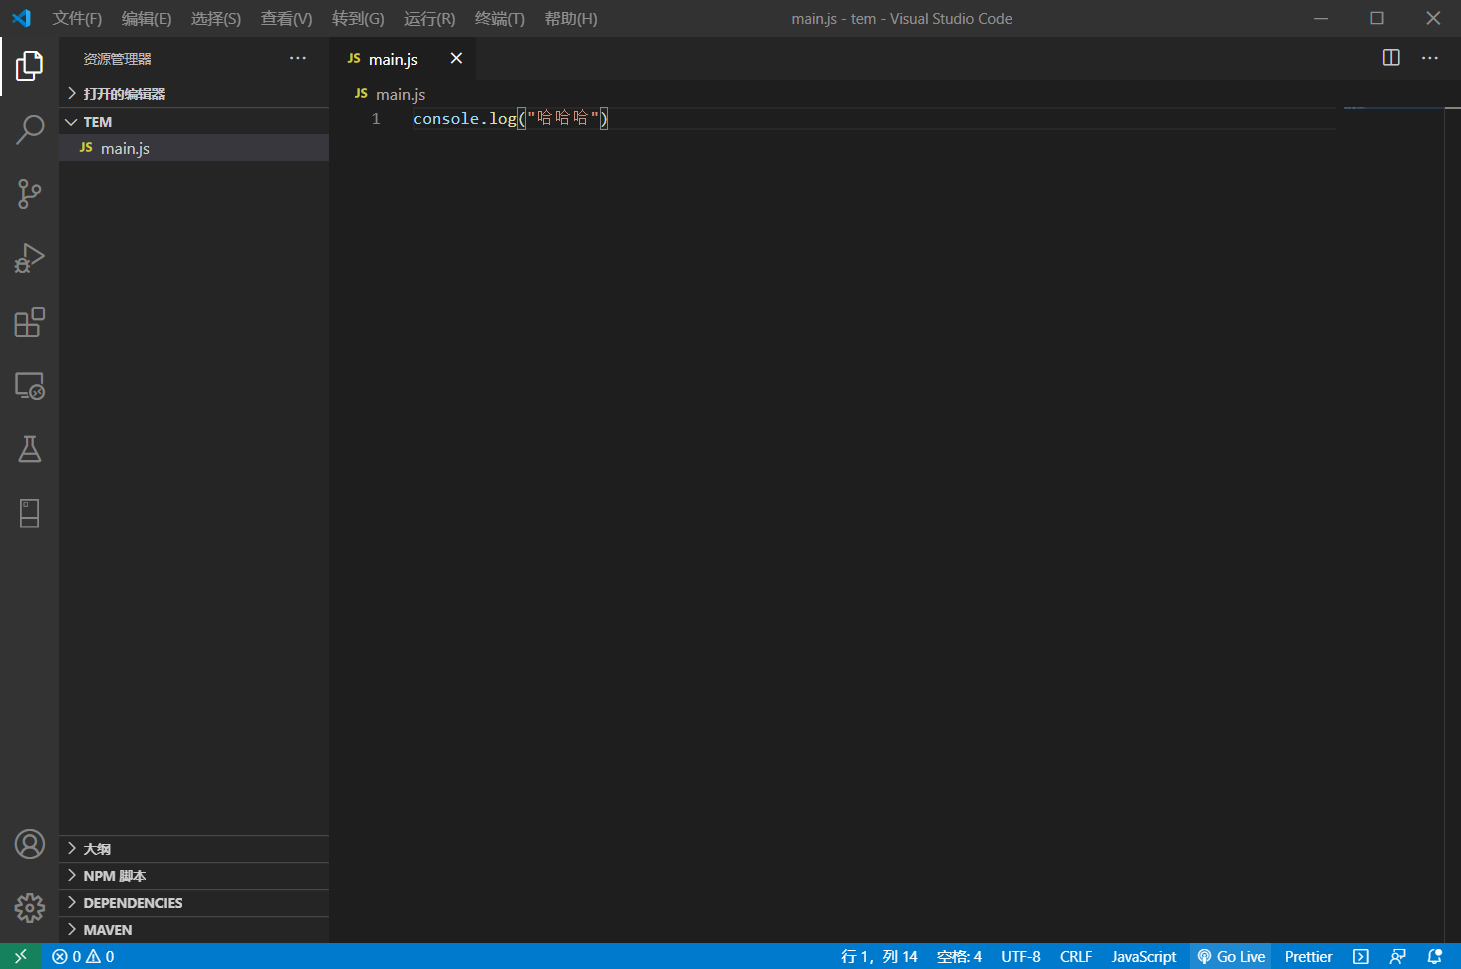 文件(F) 编辑(E) 选择(S) 查看(V) 转到(G) 运行(R) 终端(T) 帮助(H) main.js - tem - Visual Studio Code
资源管理器
打开的编辑器
TEM
JS main.js
JS main.js
JS main.js
1 console.log("哈哈哈")
大纲
NPM 脚本
DEPENDENCIES
MAVEN
0 0 行 1，列 14 空格: 4 UTF-8 CRLF JavaScript Go Live Prettier